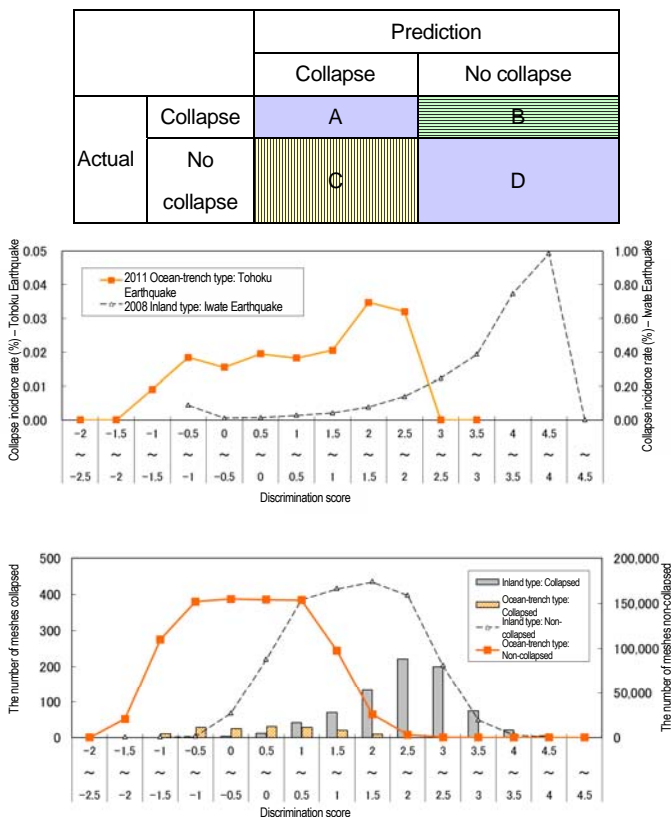 Prediction
Collapse No collapse
Actual
Collapse A B
No
collapse
C D
Collapse incidence rate (%) – Tohoku Earthquake
0.05
0.04
0.03
0.02
0.01
0.00
2011 Ocean-trench type: Tohoku
Earthquake
2008 Inland type: Iwate Earthquake
1.00
0.80
0.60
0.40
0.20
0.00
Collapse incidence rate (%) – Iwate Earthquake
-2 -1.5 -1 -0.5 0 0.5 1 1.5 2 2.5 3 3.5 4 4.5
~ ~ ~ ~ ~ ~ ~ ~ ~ ~ ~ ~ ~ ~ ~
-2.5 -2 -1.5 -1 -0.5 0 0.5 1 1.5 2 2.5 3 3.5 4 4.5
Discrimination score
The number of meshes collapsed
500
400
300
200
100
0
Inland type: Collapsed
Ocean-trench type:
Collapsed
Inland type: Non-
collapsed
Ocean-trench type:
Non-collapsed
200,000
150,000
100,000
50,000
0
The number of meshes non-collapsed
-2 -1.5 -1 -0.5 0 0.5 1 1.5 2 2.5 3 3.5 4 4.5
~ ~ ~ ~ ~ ~ ~ ~ ~ ~ ~ ~ ~ ~ ~
-2.5 -2 -1.5 -1 -0.5 0 0.5 1 1.5 2 2.5 3 3.5 4 4.5
Discrimination score